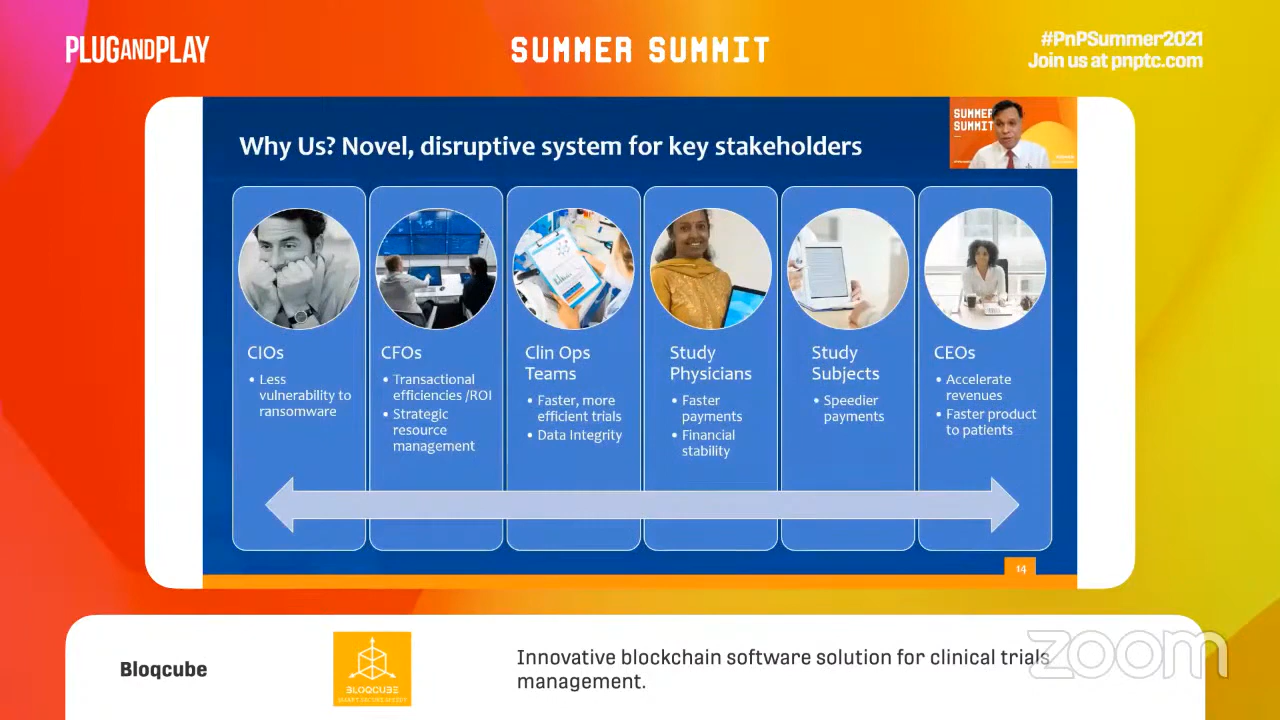 PLUGANDPLAY
SUMMER SUMMIT
#PnPSummer2021
Join us at pnptc.com
Why Us? Novel, disruptive system for key stakeholders
SUMMER
SUMMIT
CIOs
• Less
vulnerability to
ransomware
CFOs
• Transactional
efficiencies /ROI
• Strategic
resource
management
Clin Ops
Teams
• Faster, more
efficient trials
• Data Integrity
Study
Physicians
• Faster
payments
• Financial
stability
Study
Subjects
• Speedier
payments
CEOs
• Accelerate
revenues
• Faster product
to patients
14
Bloqcube
BLOQCUBE
Innovative blockchain software solution for clinical trials
management.
zoom